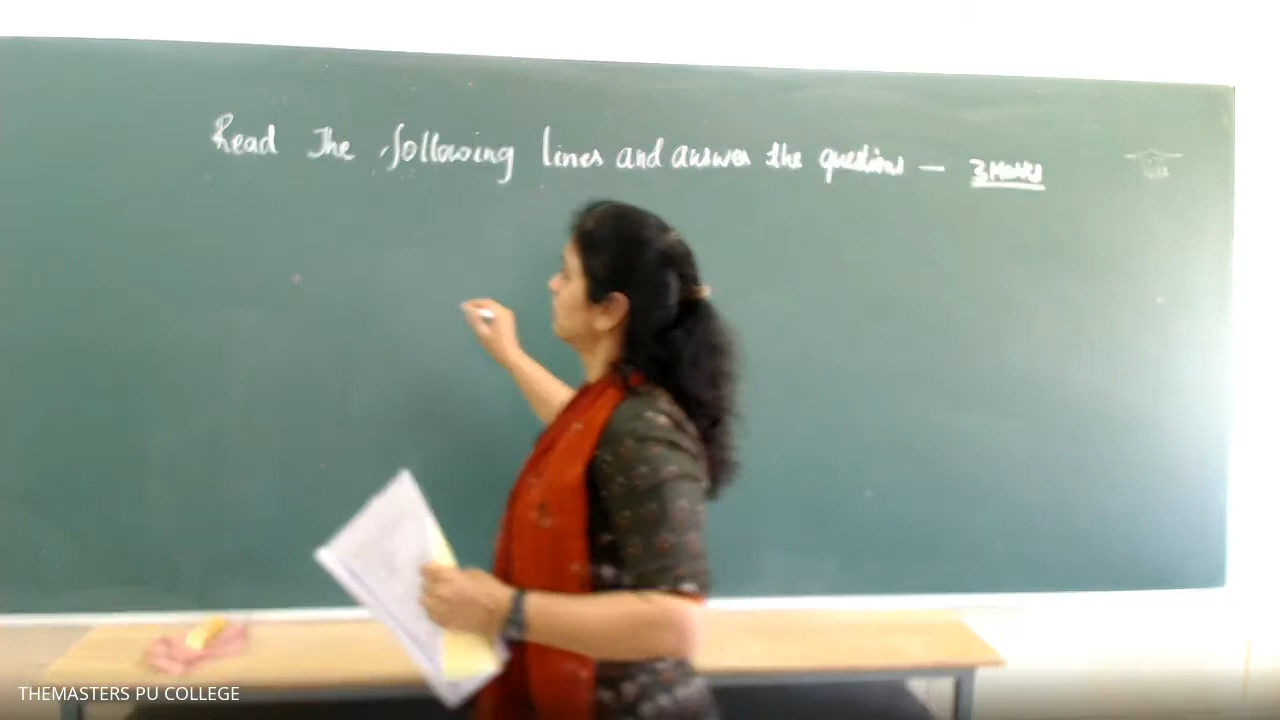 Read The following lines and answer the questions — 3 Marks
THEMASTERS PU COLLEGE